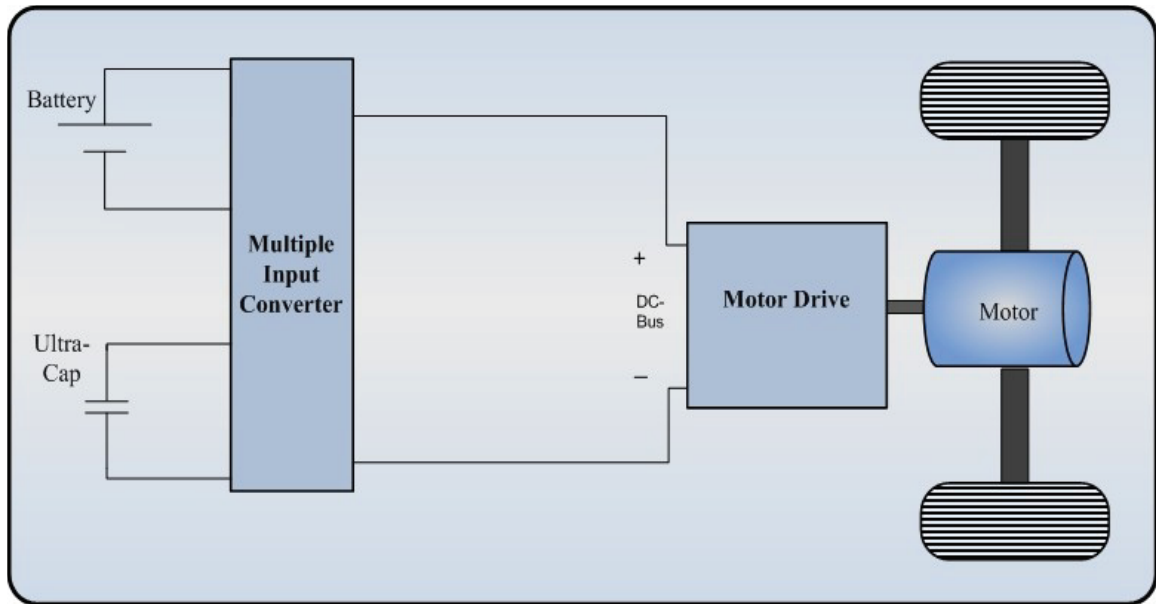 Battery
Multiple
Input
Converter
Ultra-
Cap
+
DC-
Bus
−
Motor Drive
Motor